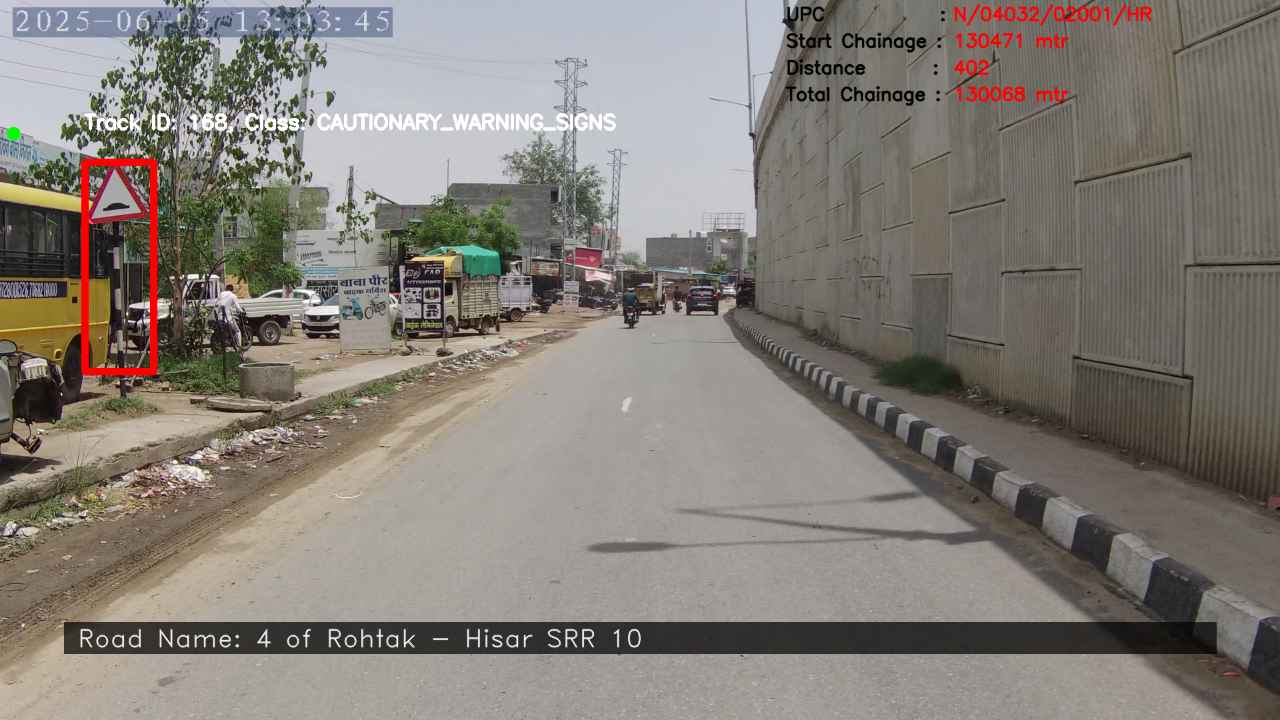 2025-06-05 13:03:45
UPC : N/04032/02001/HR
Start Chainage : 130471 mtr
Distance : 402
Total Chainage : 130068 mtr
Track ID: 168, Class: CAUTIONARY_WARNING_SIGNS
बाबा पीर
CAR
Road Name: 4 of Rohtak - Hisar SRR 10